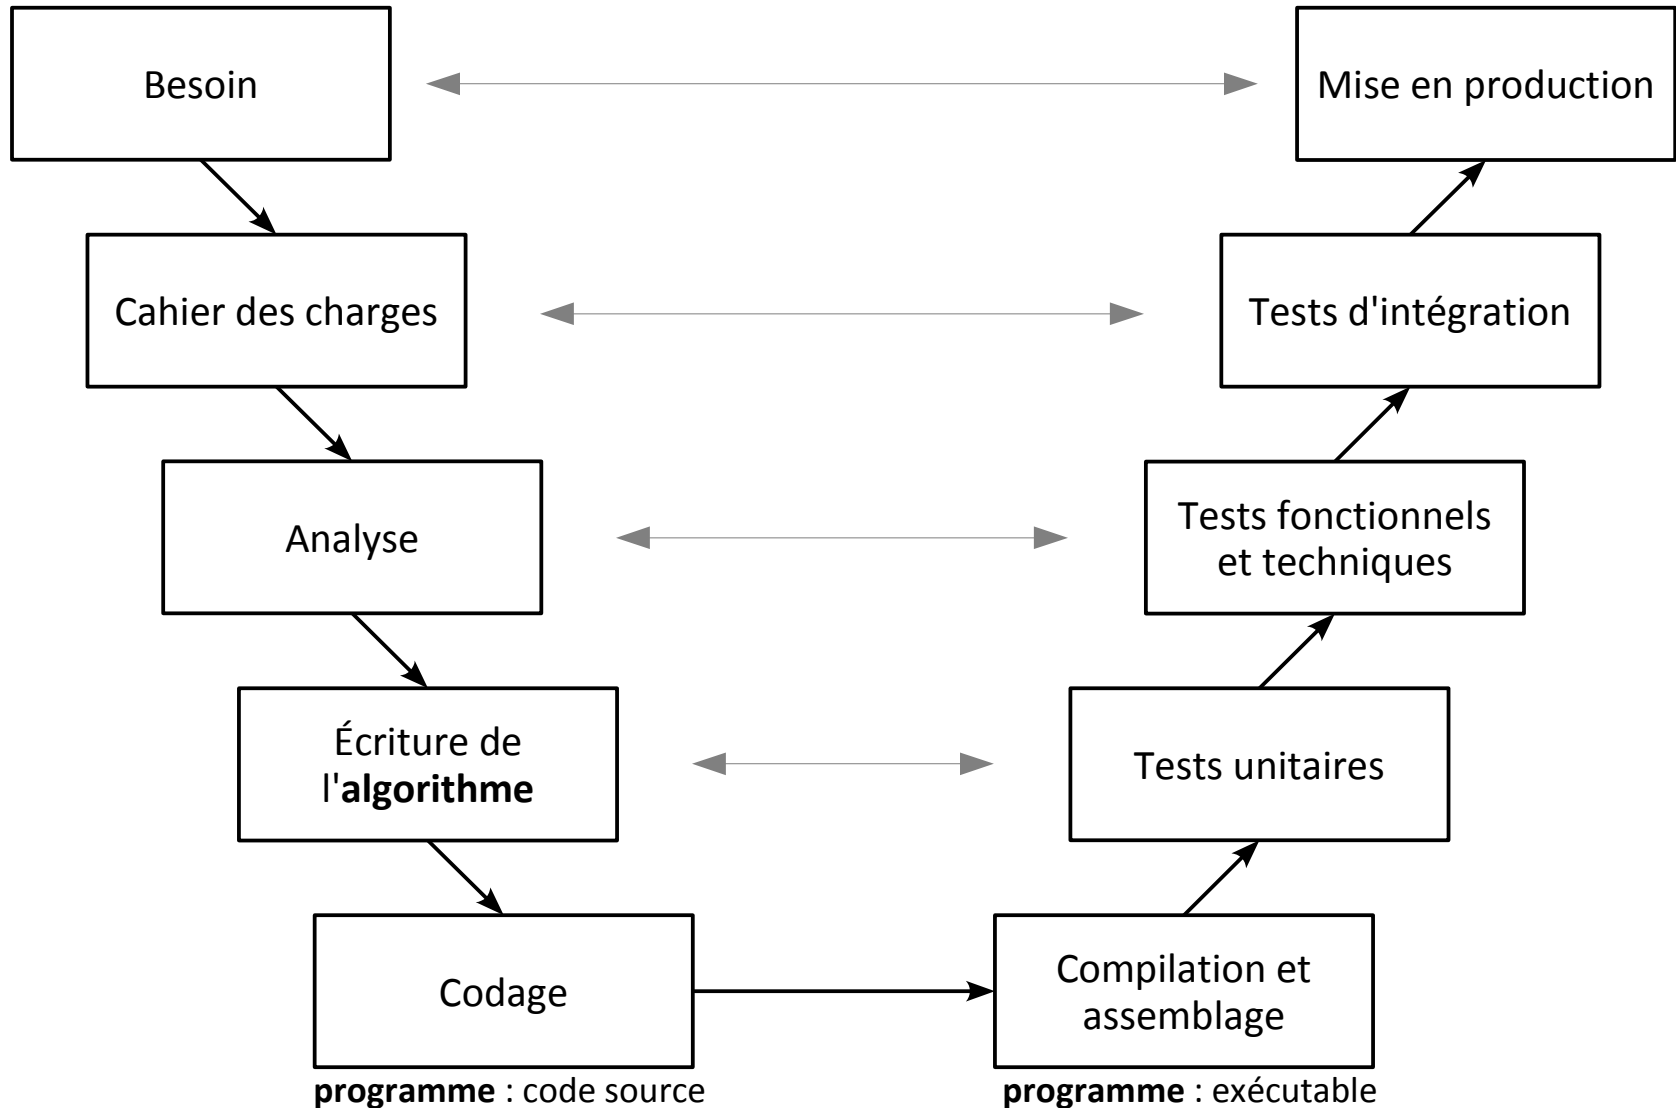 Besoin
Mise en production
Cahier des charges
Tests d'intégration
Analyse
Tests fonctionnels
et techniques
Écriture de
l'algorithme
Tests unitaires
Codage
Compilation et
assemblage
programme : code source
programme : exécutable